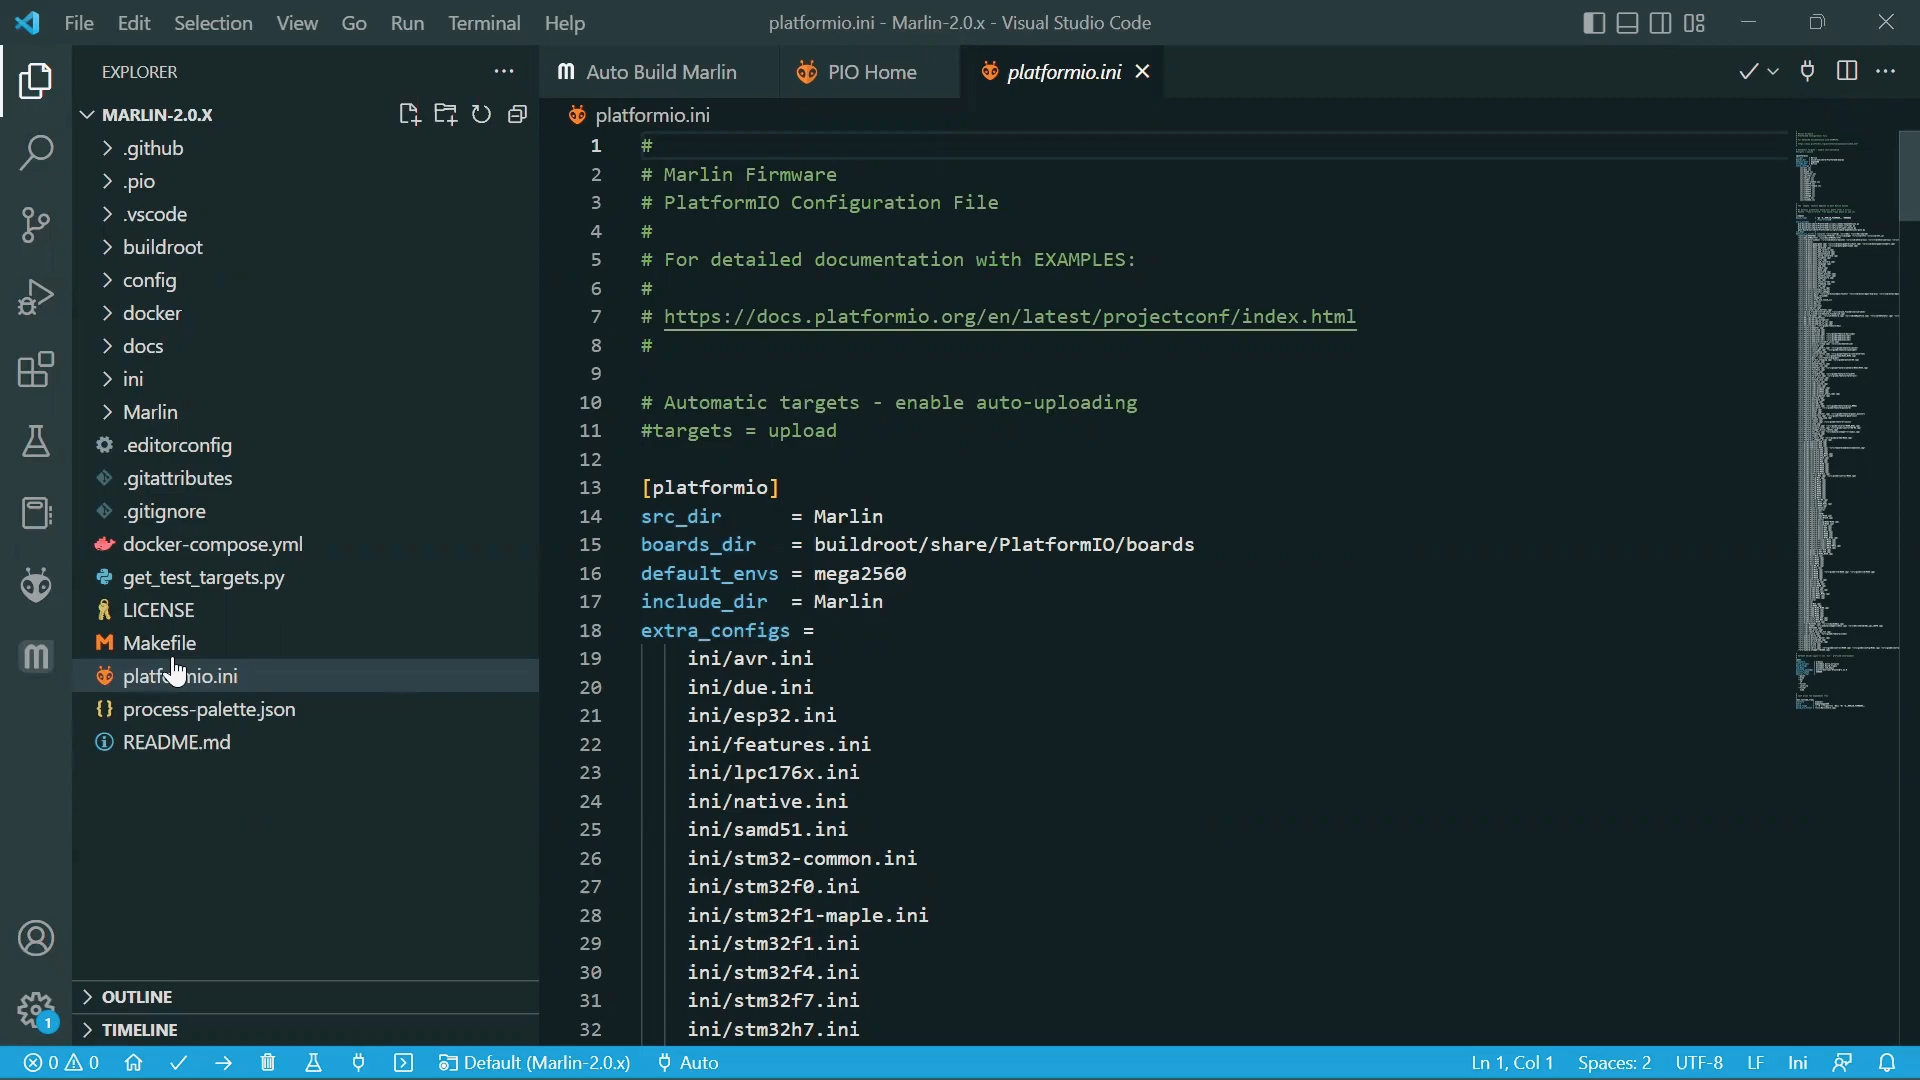 File Edit Selection View Go Run Terminal Help
platformio.ini - Marlin-2.0.x - Visual Studio Code
EXPLORER
MARLIN-2.0.X
.github
.pio
.vscode
buildroot
config
docker
docs
ini
Marlin
.editorconfig
.gitattributes
.gitignore
docker-compose.yml
get_test_targets.py
LICENSE
Makefile
platformio.ini
process-palette.json
README.md
OUTLINE
TIMELINE
1
Auto Build Marlin
PIO Home
platformio.ini
platformio.ini
1 #
2 # Marlin Firmware
3 # PlatformIO Configuration File
4 #
5 # For detailed documentation with EXAMPLES:
6 #
7 # https://docs.platformio.org/en/latest/projectconf/index.html
8 #
9
10 # Automatic targets - enable auto-uploading
11 #targets = upload
12
13 [platformio]
14 src_dir = Marlin
15 boards_dir = buildroot/share/PlatformIO/boards
16 default_envs = mega2560
17 include_dir = Marlin
18 extra_configs =
19 ini/avr.ini
20 ini/due.ini
21 ini/esp32.ini
22 ini/features.ini
23 ini/lpc176x.ini
24 ini/native.ini
25 ini/samd51.ini
26 ini/stm32-common.ini
27 ini/stm32f0.ini
28 ini/stm32f1-maple.ini
29 ini/stm32f1.ini
30 ini/stm32f4.ini
31 ini/stm32f7.ini
32 ini/stm32h7.ini
0 0 Default (Marlin-2.0.x) Auto
Ln 1, Col 1 Spaces: 2 UTF-8 LF Ini